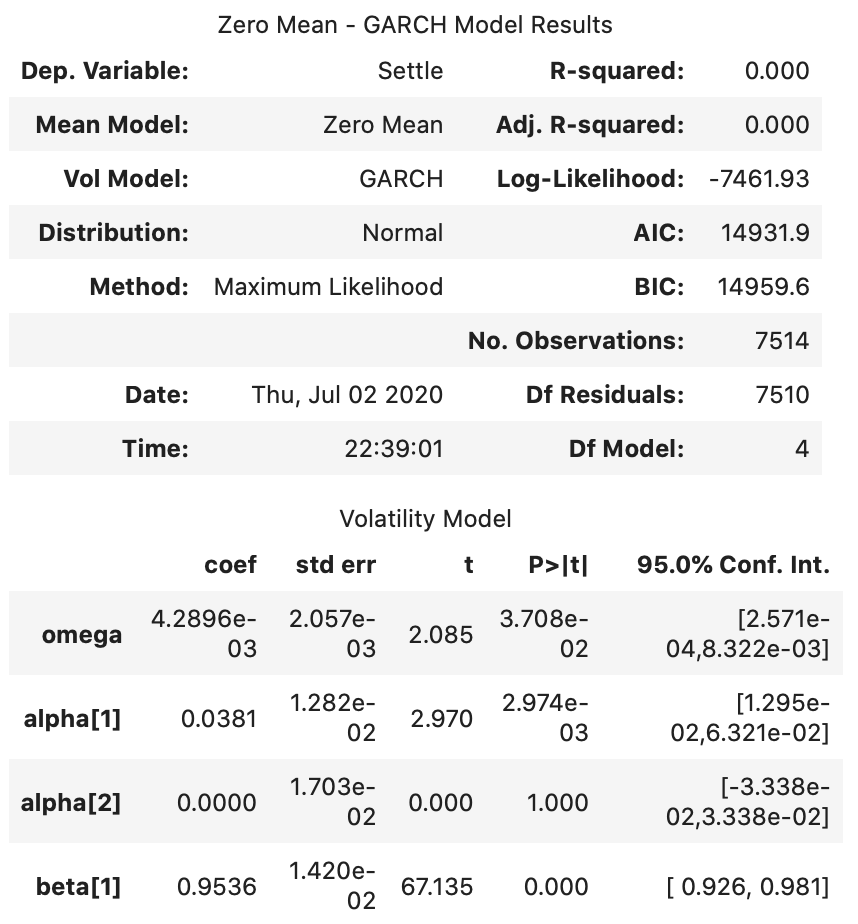 Zero Mean - GARCH Model Results
Dep. Variable: Settle R-squared: 0.000
Mean Model: Zero Mean Adj. R-squared: 0.000
Vol Model: GARCH Log-Likelihood: -7461.93
Distribution: Normal AIC: 14931.9
Method: Maximum Likelihood BIC: 14959.6
No. Observations: 7514
Date: Thu, Jul 02 2020 Df Residuals: 7510
Time: 22:39:01 Df Model: 4
Volatility Model
coef std err t P>|t| 95.0% Conf. Int.
omega 4.2896e-03 2.057e-03 2.085 3.708e-02 [2.571e-04,8.322e-03]
alpha[1] 0.0381 1.282e-02 2.970 2.974e-03 [1.295e-02,6.321e-02]
alpha[2] 0.0000 1.703e-02 0.000 1.000 [-3.338e-02,3.338e-02]
beta[1] 0.9536 1.420e-02 67.135 0.000 [ 0.926, 0.981]